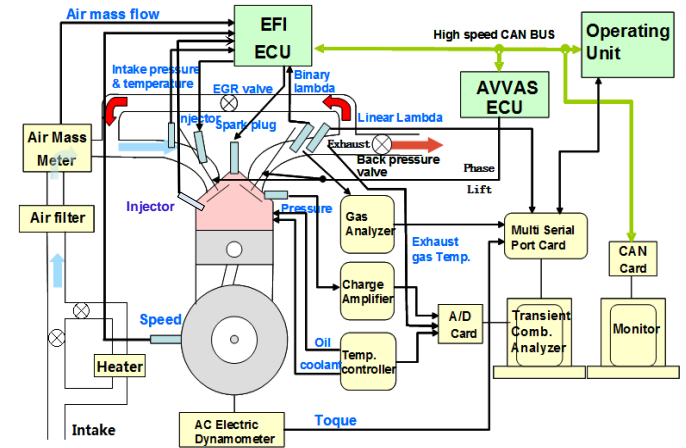 Air mass flow
EFI
ECU
High speed CAN BUS
Operating
Unit
Intake pressure
& temperature
Binary
lambda
EGR valve
AVVAS
ECU
Injector
Spark plug
Linear Lambda
Air Mass
Meter
Exhaust
Back pressure
valve
Phase
Lift
Injector
Pressure
Air filter
Gas
Analyzer
Exhaust
gas Temp.
Multi Serial
Port Card
CAN
Card
Charge
Amplifier
A/D
Card
Transient
Comb.
Analyzer
Monitor
Speed
Oil
coolant
Temp.
controller
Heater
Intake
AC Electric
Dynamometer
Toque